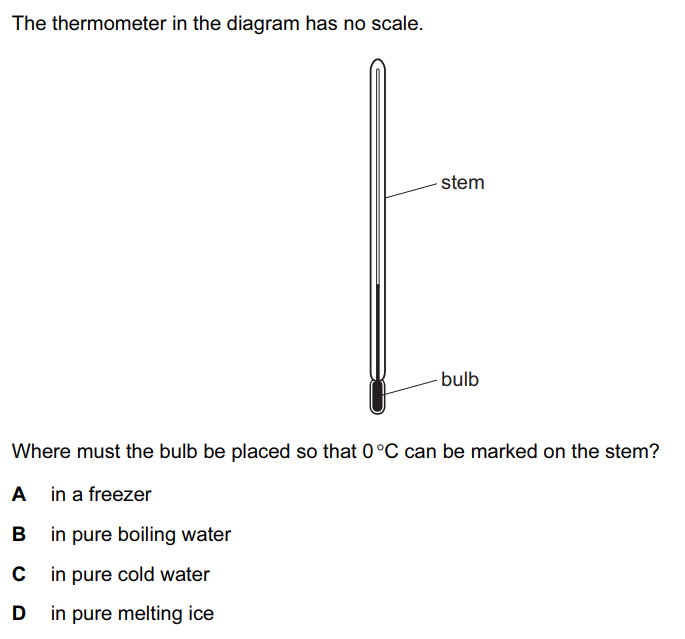 The thermometer in the diagram has no scale.
stem
bulb
Where must the bulb be placed so that 0 °C can be marked on the stem?
A in a freezer
B in pure boiling water
C in pure cold water
D in pure melting ice